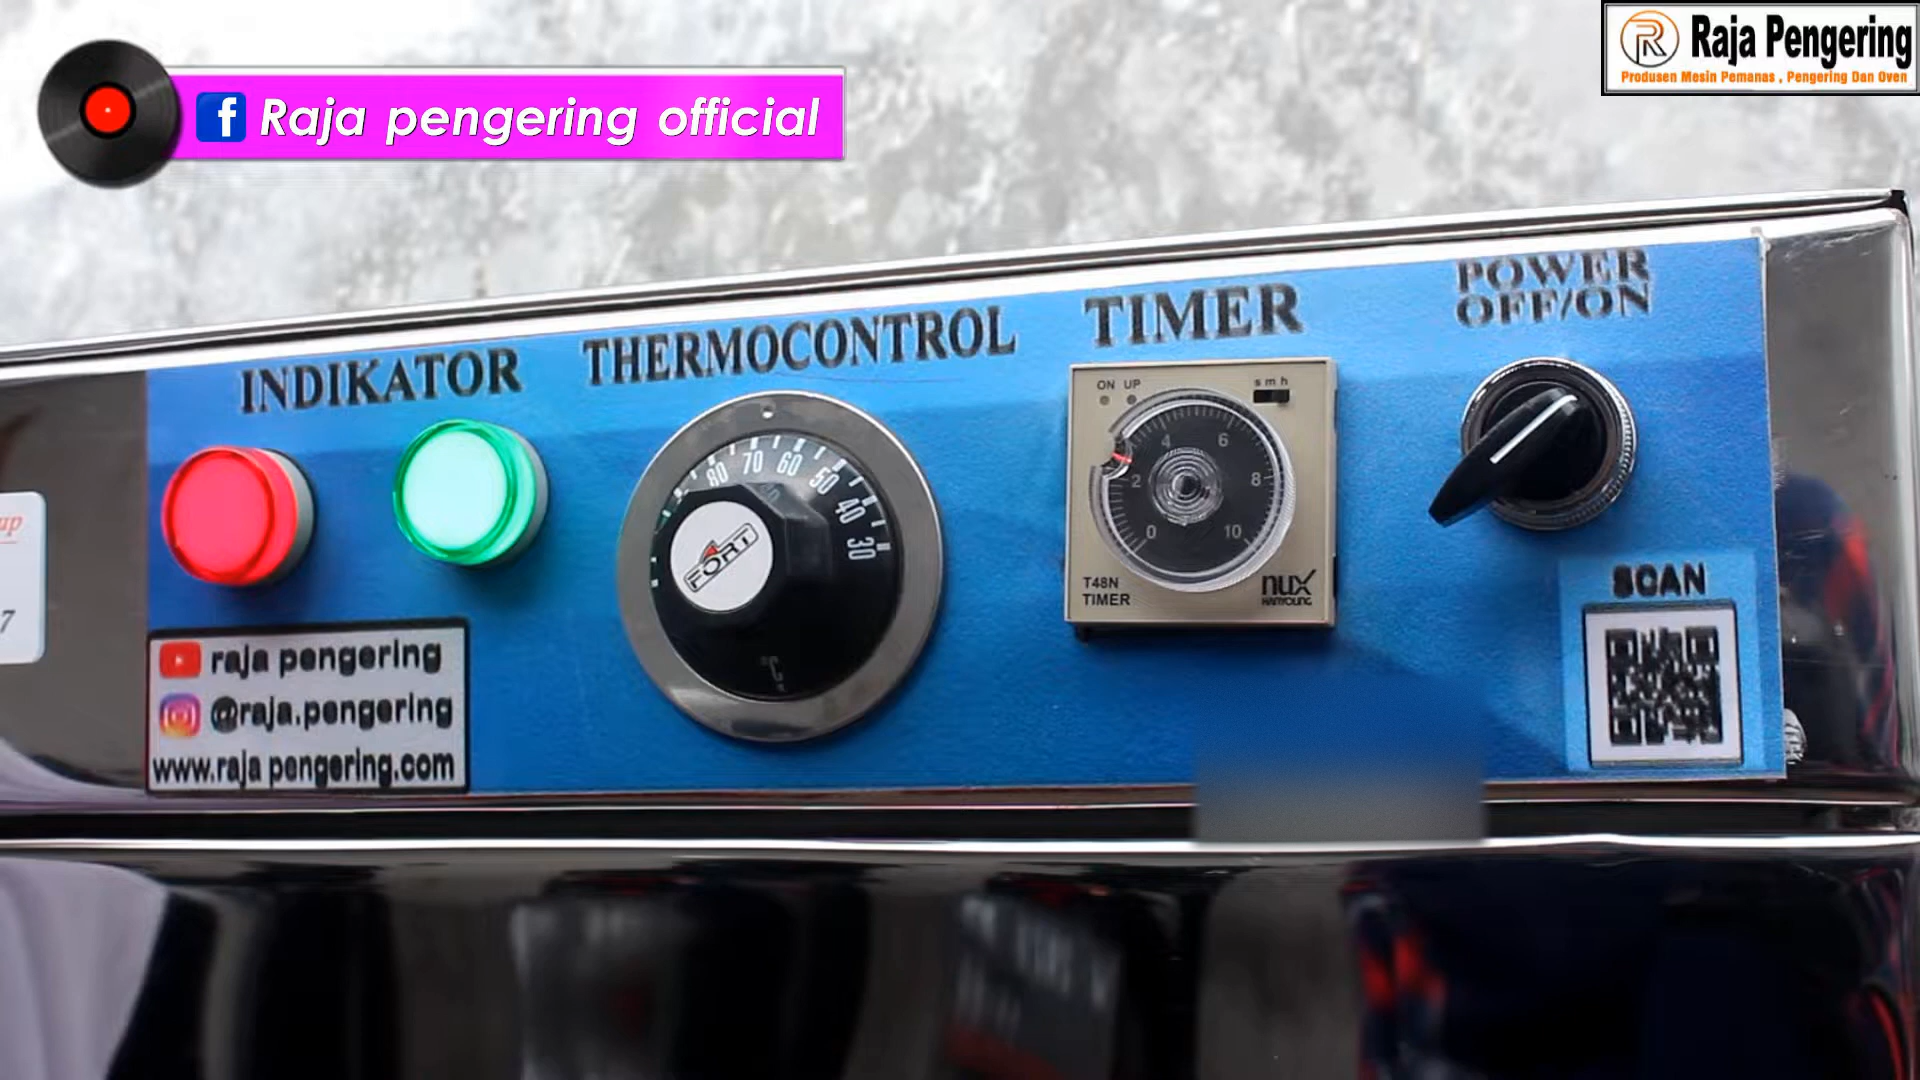 Raja pengering official
Raja Pengering
Produsen Mesin Pemanas , Pengering Dan Oven
INDIKATOR
THERMOCONTROL
TIMER
POWER
OFF/ON
80 70 60 50 40 30
FORT
ON UP
s m h
0 2 4 6 8 10
T48N
TIMER
nux
HANYOUNG
SCAN
raja pengering
@raja.pengering
www.raja pengering.com
7